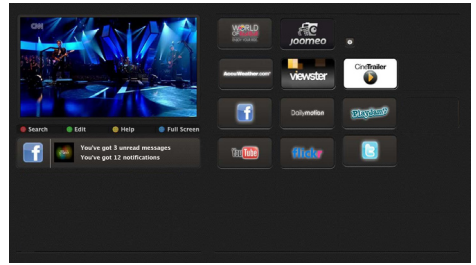 CNN
Search
Edit
Help
Full Screen
You've got 3 unread messages
You've got 12 notifications
WORLD
JOOMEO
AccuWeather.com
viewster
CineTrailer
Dailymotion
Playjam
YouTube
flickr